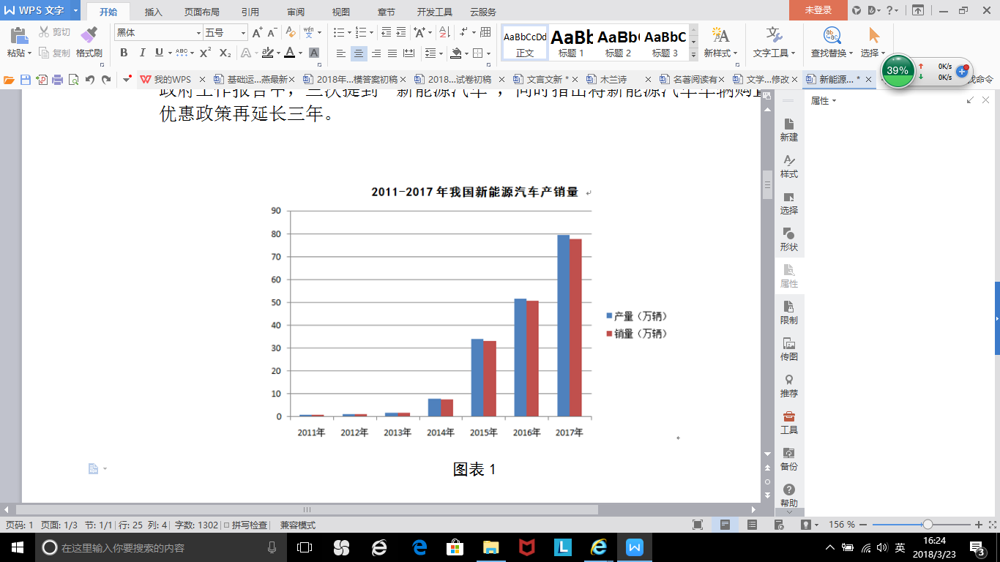 WPS 文字
开始 插入 页面布局 引用 审阅 视图 章节 开发工具 云服务 未登录
剪切 黑体 五号 AaBbCcDd AaBb AaBb AaBbC
粘贴 复制 格式刷 B I U ABC X² X₂ A A A 正文 标题 1 标题 2 标题 3 新样式 文字工具 查找替换 选择
39% 0K/s
0K/s
我的WPS 基础运...燕最新 2018年...模答案初稿 2018...试卷初稿 文言文新 * 木兰诗 名著阅读有 文学...修改 新能源... * 找命令
政府工作报告中，三次提到“新能源汽车”，同时指出将新能源汽车车辆购置
优惠政策再延长三年。
属性
2011-2017 年我国新能源汽车产销量
90
80
70
60
50
40
30
20
10
0
2011年 2012年 2013年 2014年 2015年 2016年 2017年
产量（万辆）
销量（万辆）
图表 1
新建
样式
选择
形状
属性
限制
传图
推荐
工具
备份
帮助
页码: 1 页面: 1/3 节: 1/1 行: 25 列: 4 字数: 1302 拼写检查 兼容模式 156 %
在这里输入你要搜索的内容 L W 英 16:24
2018/3/23 3